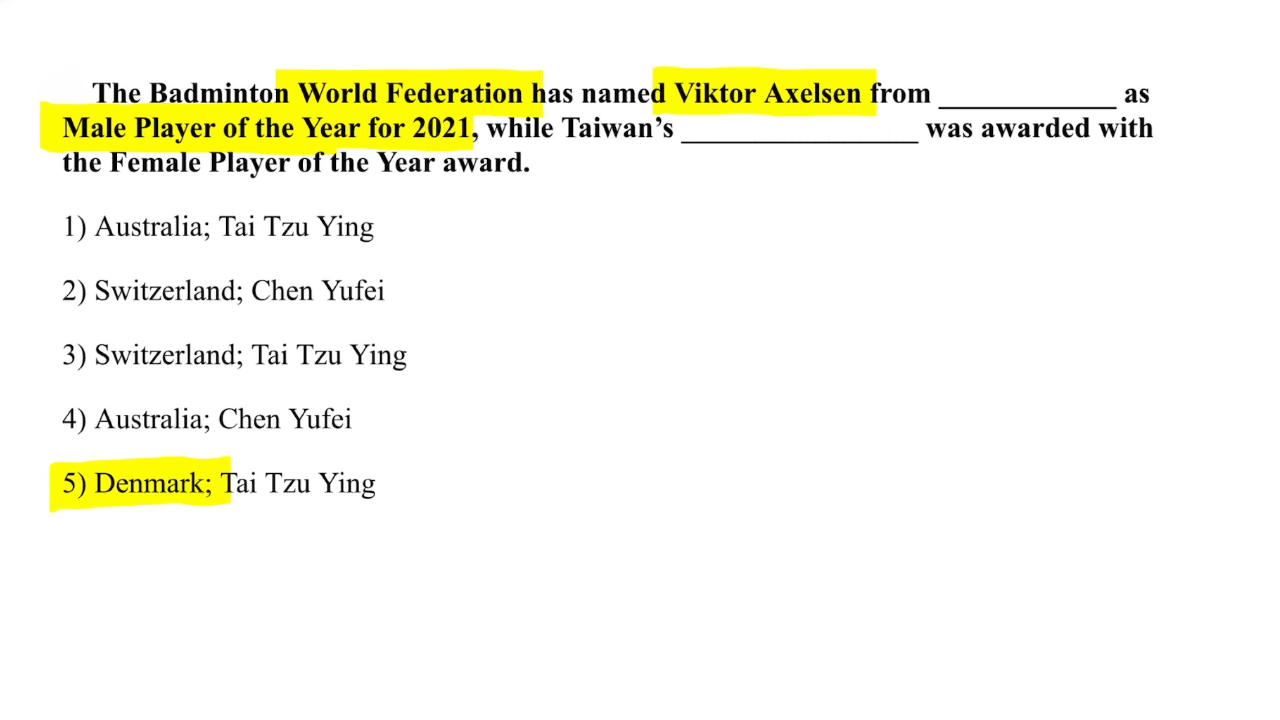 The Badminton World Federation has named Viktor Axelsen from ____________ as
Male Player of the Year for 2021, while Taiwan’s ________________ was awarded with
the Female Player of the Year award.
1) Australia; Tai Tzu Ying
2) Switzerland; Chen Yufei
3) Switzerland; Tai Tzu Ying
4) Australia; Chen Yufei
5) Denmark; Tai Tzu Ying